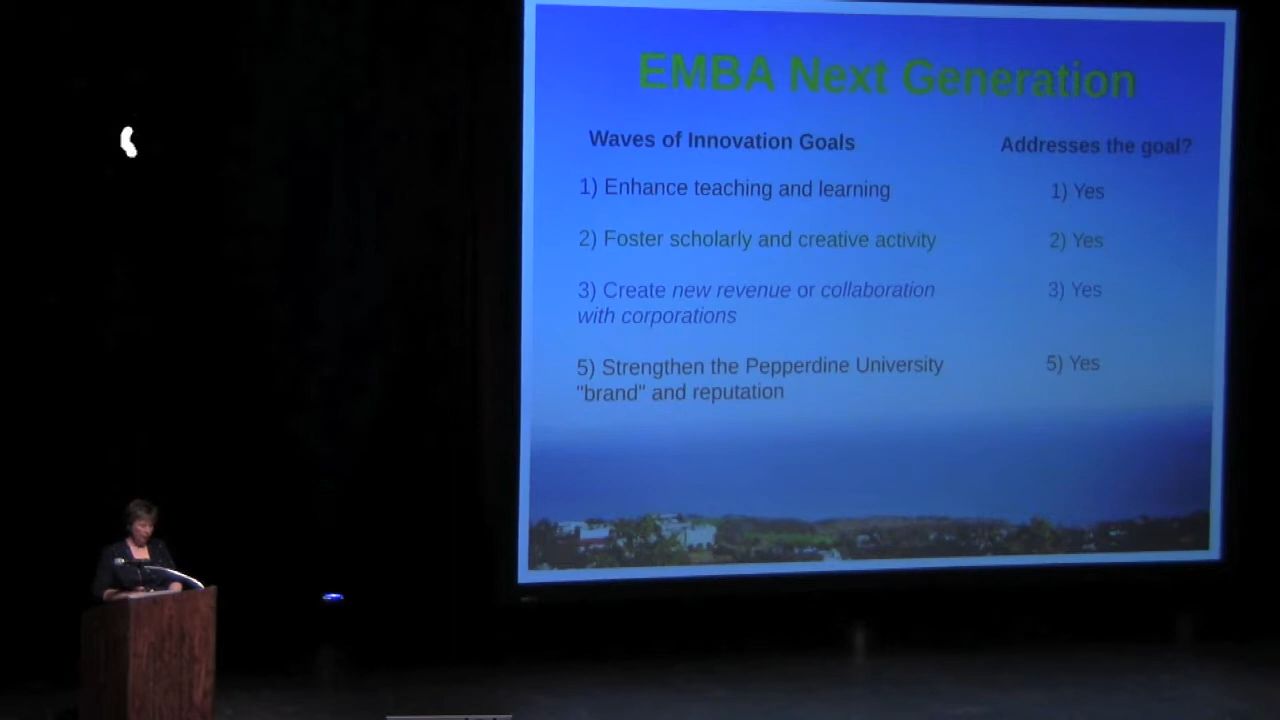 EMBA Next Generation
Waves of Innovation Goals
Addresses the goal?
1) Enhance teaching and learning
1) Yes
2) Foster scholarly and creative activity
2) Yes
3) Create new revenue or collaboration
3) Yes
with corporations
5) Strengthen the Pepperdine University
5) Yes
"brand" and reputation